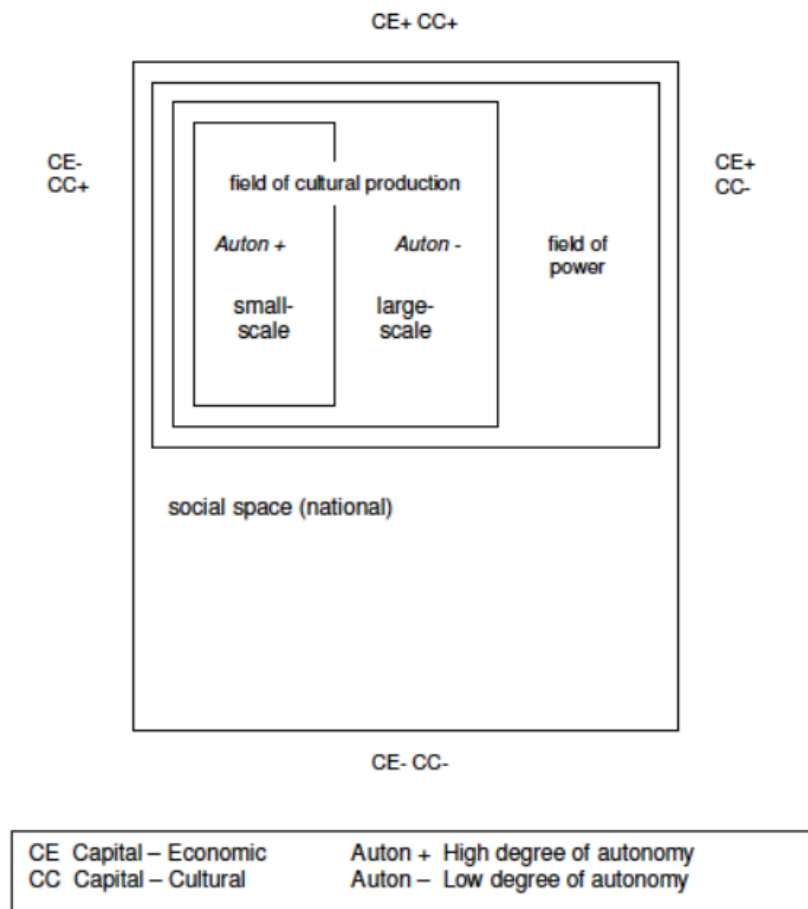 CE+ CC+
CE-
CC+
CE+
CC-
field of cultural production
Auton +
Auton -
field of
power
small-
scale
large-
scale
social space (national)
CE- CC-
CE Capital – Economic
Auton + High degree of autonomy
CC Capital – Cultural
Auton – Low degree of autonomy